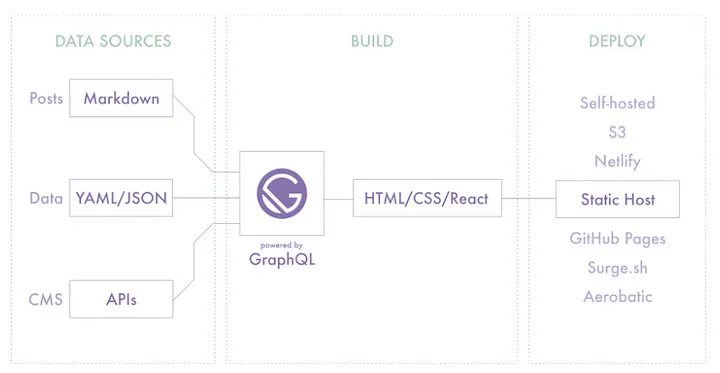 DATA SOURCES
Posts
Markdown
Data
YAML/JSON
CMS
APIs
BUILD
powered by
GraphQL
HTML/CSS/React
DEPLOY
Self-hosted
S3
Netlify
Static Host
GitHub Pages
Surge.sh
Aerobatic